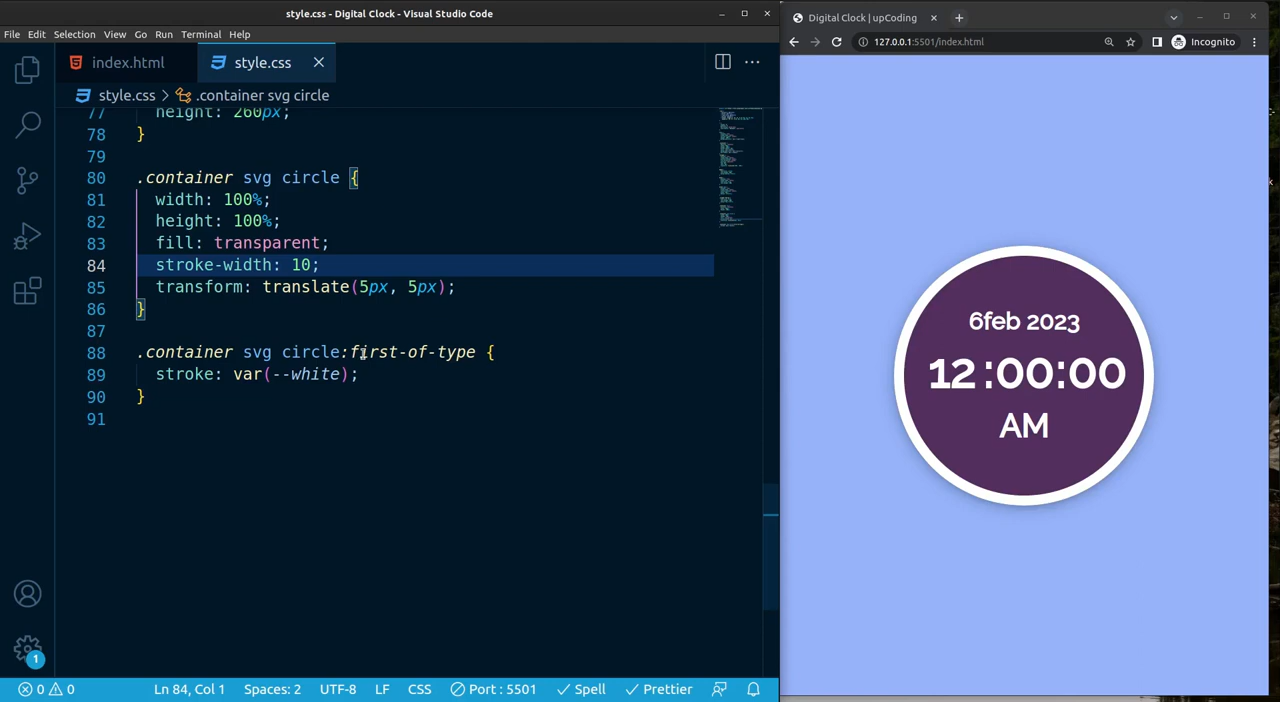 style.css - Digital Clock - Visual Studio Code
File Edit Selection View Go Run Terminal Help
index.html
style.css
style.css > .container svg circle
77 height: 260px;
78 }
79
80 .container svg circle {
81 width: 100%;
82 height: 100%;
83 fill: transparent;
84 stroke-width: 10;
85 transform: translate(5px, 5px);
86 }
87
88 .container svg circle:first-of-type {
89 stroke: var(--white);
90 }
91
1
0 0 Ln 84, Col 1 Spaces: 2 UTF-8 LF CSS Port : 5501 Spell Prettier
Digital Clock | upCoding
127.0.0.1:5501/index.html
Incognito
6feb 2023
12 :00:00
AM